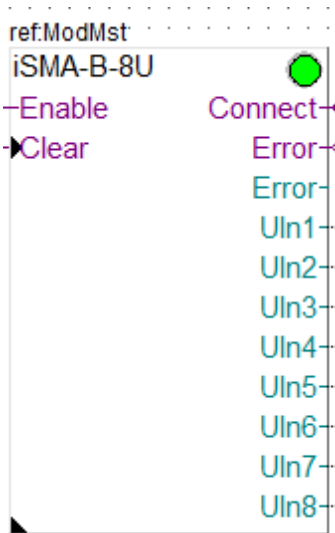 ref:ModMst
iSMA-B-8U
Enable Connect
Clear Error
Error
UIn1
UIn2
UIn3
UIn4
UIn5
UIn6
UIn7
UIn8